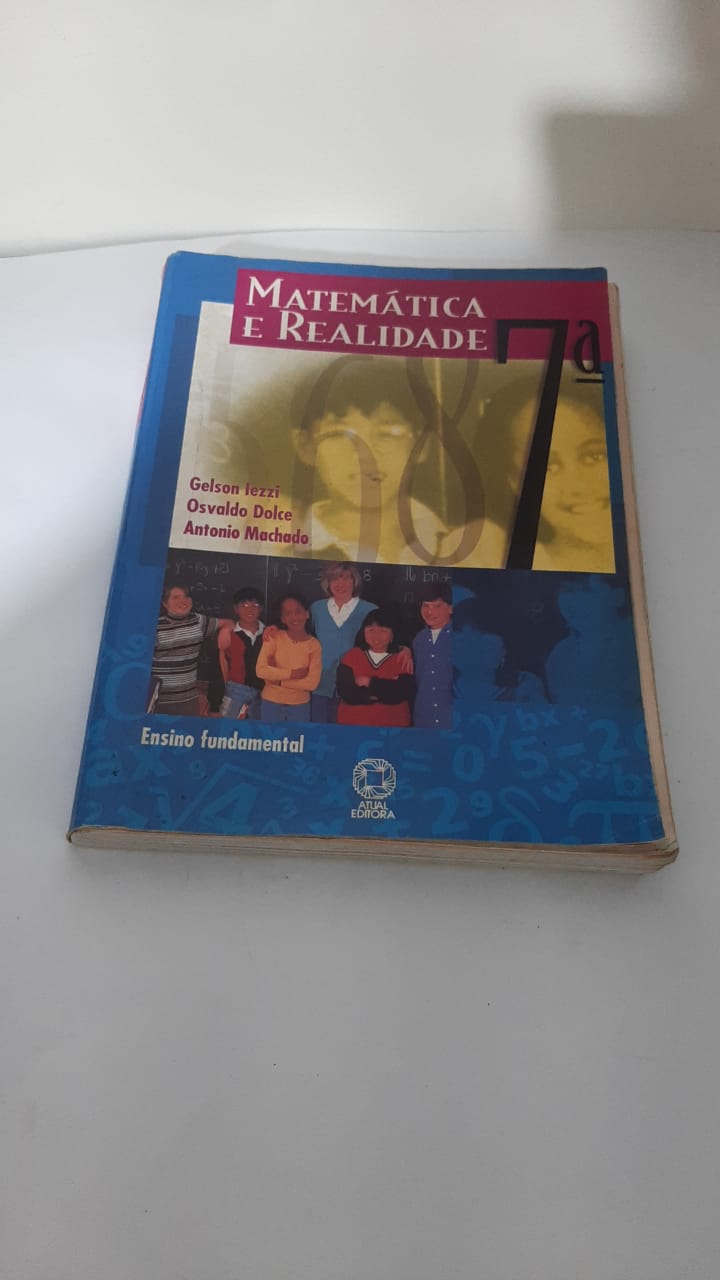 MATEMÁTICA
E REALIDADE
7ª
Gelson Iezzi
Osvaldo Dolce
Antonio Machado
Ensino fundamental
ATUAL
EDITORA